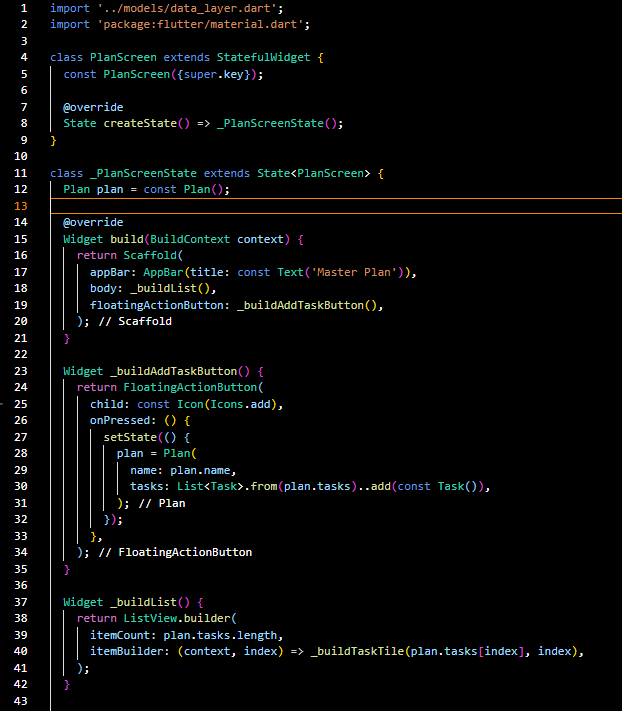 1 import '../models/data_layer.dart';
2 import 'package:flutter/material.dart';
3
4 class PlanScreen extends StatefulWidget {
5   const PlanScreen({super.key});
6
7   @override
8   State createState() => _PlanScreenState();
9 }
10
11 class _PlanScreenState extends State<PlanScreen> {
12   Plan plan = const Plan();
13
14   @override
15   Widget build(BuildContext context) {
16     return Scaffold(
17       appBar: AppBar(title: const Text('Master Plan')),
18       body: _buildList(),
19       floatingActionButton: _buildAddTaskButton(),
20     ); // Scaffold
21   }
22
23   Widget _buildAddTaskButton() {
24     return FloatingActionButton(
25       child: const Icon(Icons.add),
26       onPressed: () {
27         setState(() {
28           plan = Plan(
29             name: plan.name,
30             tasks: List<Task>.from(plan.tasks)..add(const Task()),
31           ); // Plan
32         });
33       },
34     ); // FloatingActionButton
35   }
36
37   Widget _buildList() {
38     return ListView.builder(
39       itemCount: plan.tasks.length,
40       itemBuilder: (context, index) => _buildTaskTile(plan.tasks[index], index),
41     );
42   }
43